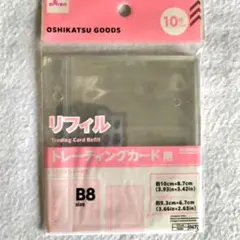 DAISO
OSHIKATSU GOODS
10枚
リフィル
Trading Card Refill
トレーディングカード用
B8
SIZE
約10cm×8.7cm
(3.93in×3.42in)
約9.3cm×6.7cm
(3.66in×2.63in)